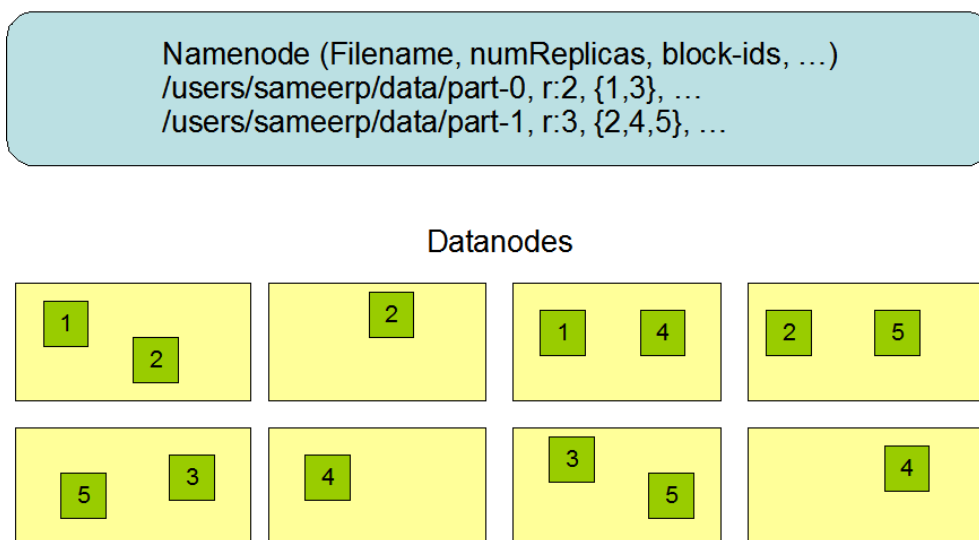 Namenode (Filename, numReplicas, block-ids, …)
/users/sameerp/data/part-0, r:2, {1,3}, …
/users/sameerp/data/part-1, r:3, {2,4,5}, …
Datanodes
1
2
2
1 4
2 5
5 3
4
3
5
4